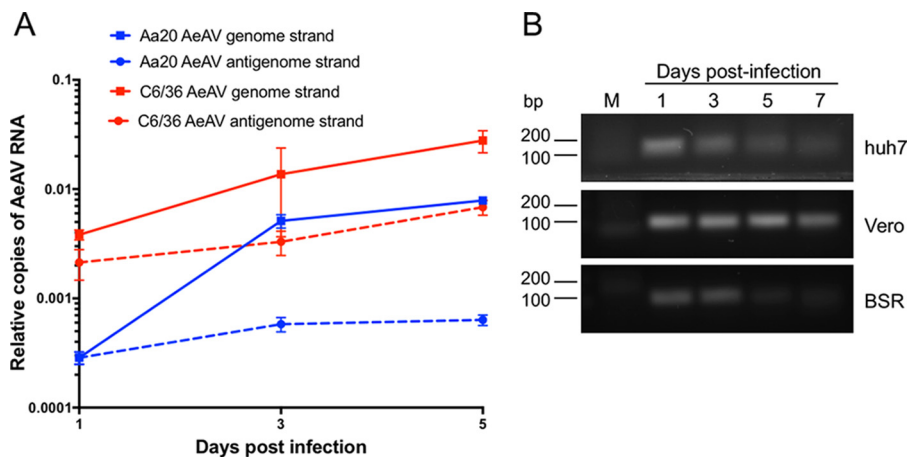 A
Aa20 AeAV genome strand
Aa20 AeAV antigenome strand
C6/36 AeAV genome strand
C6/36 AeAV antigenome strand
Relative copies of AeAV RNA
0.1
0.01
0.001
0.0001
1
3
5
Days post infection
B
Days post-infection
bp M 1 3 5 7
200
100
huh7
200
100
Vero
200
100
BSR